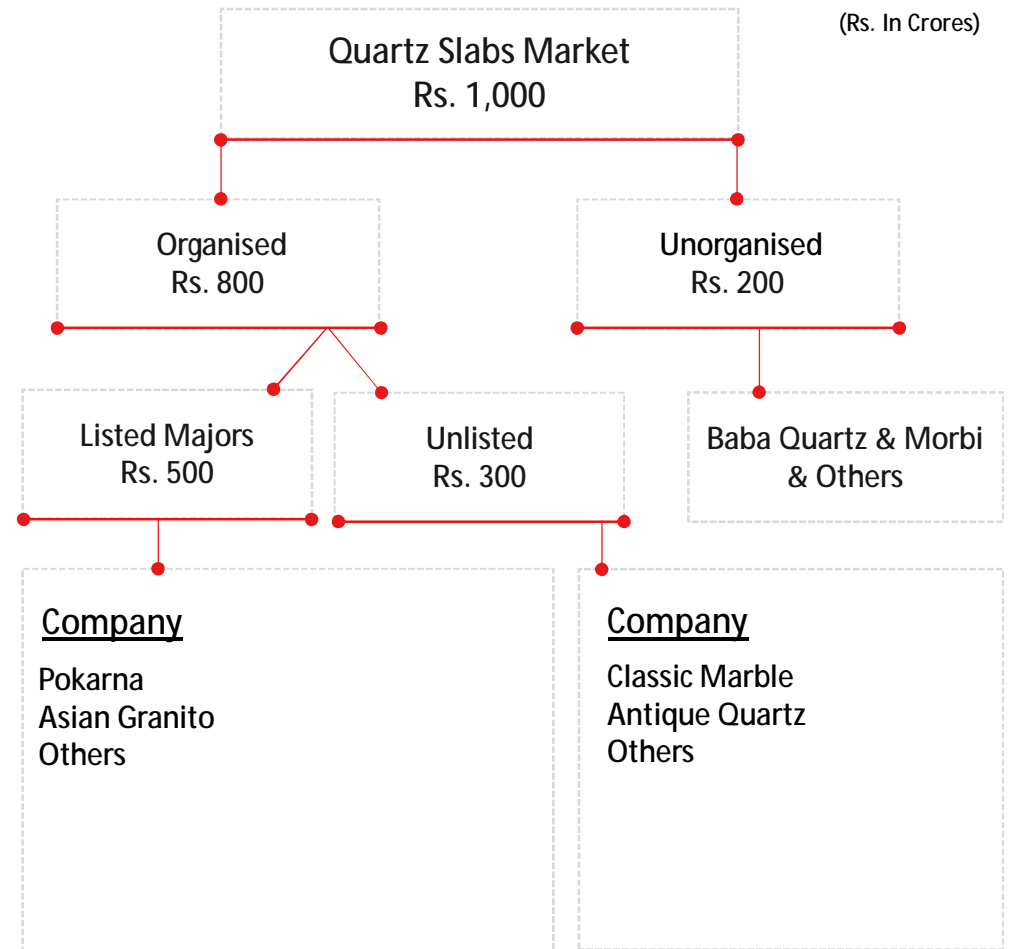 (Rs. In Crores)
Quartz Slabs Market
Rs. 1,000
Organised
Rs. 800
Unorganised
Rs. 200
Listed Majors
Rs. 500
Unlisted
Rs. 300
Baba Quartz & Morbi
& Others
Company
Pokarna
Asian Granito
Others
Company
Classic Marble
Antique Quartz
Others